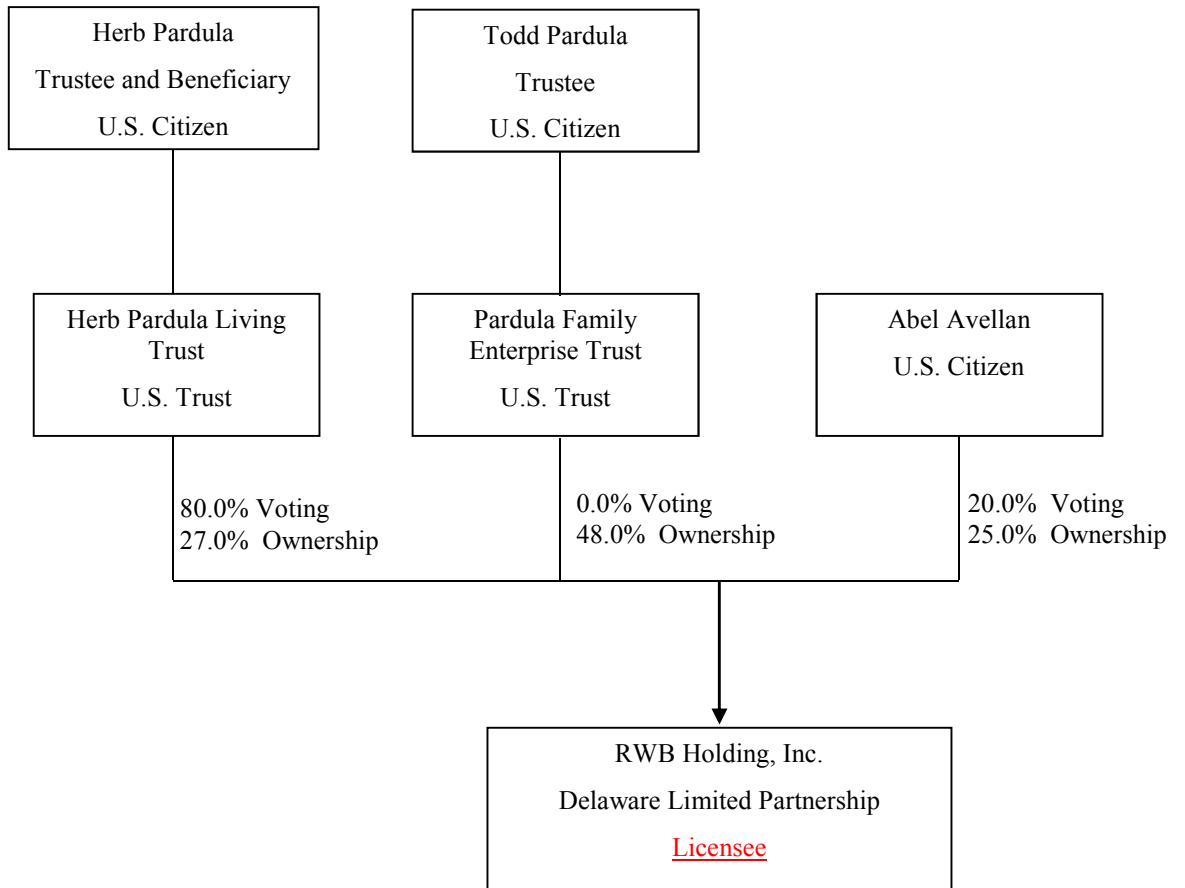 Herb Pardula
Trustee and Beneficiary
U.S. Citizen
Todd Pardula
Trustee
U.S. Citizen
Herb Pardula Living
Trust
U.S. Trust
Pardula Family
Enterprise Trust
U.S. Trust
Abel Avellan
U.S. Citizen
80.0% Voting
27.0% Ownership
0.0% Voting
48.0% Ownership
20.0% Voting
25.0% Ownership
RWB Holding, Inc.
Delaware Limited Partnership
Licensee